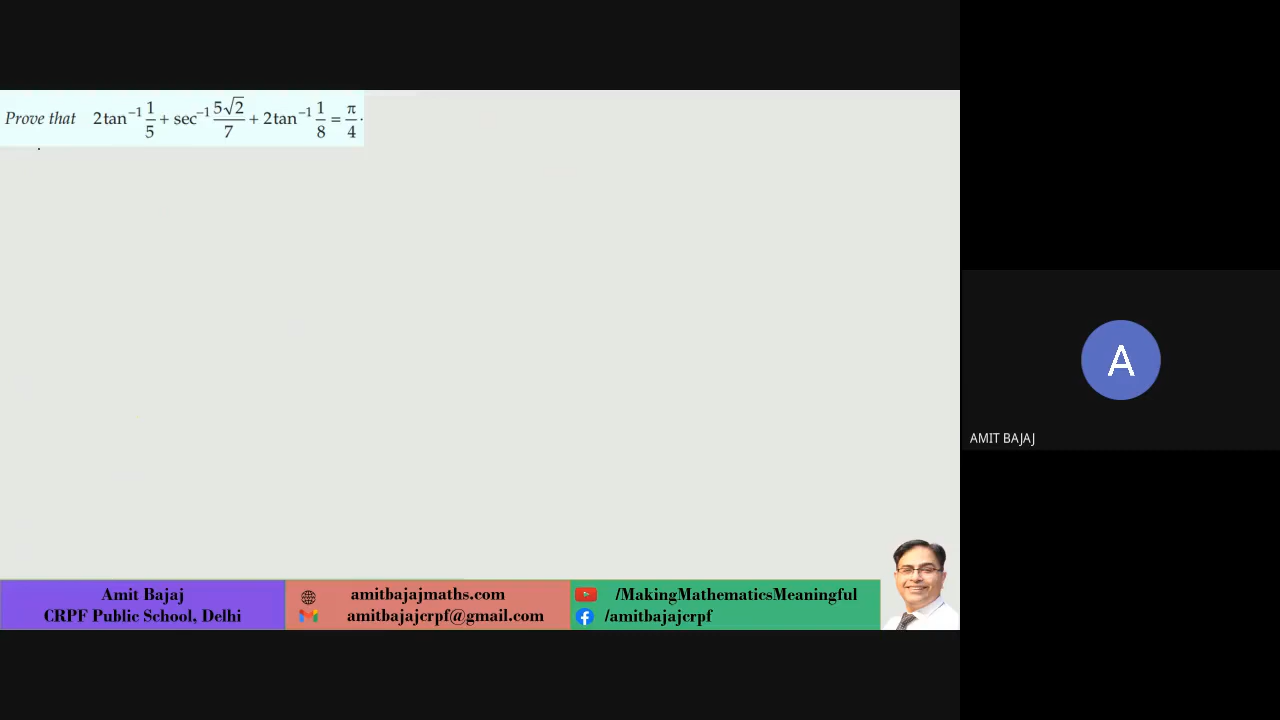 Prove that 2tan⁻¹ 1/5 + sec⁻¹ 5√2/7 + 2tan⁻¹ 1/8 = π/4.
A
AMIT BAJAJ
Amit Bajaj
CRPF Public School, Delhi
amitbajajmaths.com
amitbajajcrpf@gmail.com
/MakingMathematicsMeaningful
/amitbajajcrpf